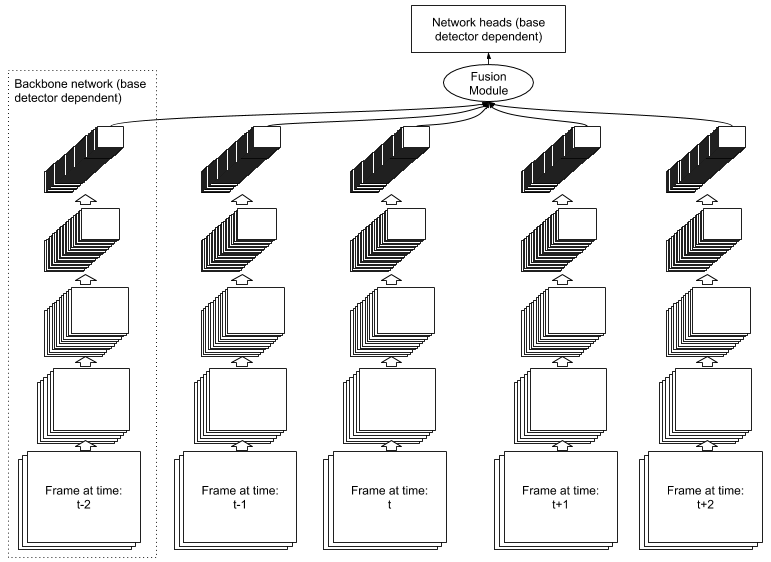 Network heads (base
detector dependent)
Fusion
Module
Backbone network (base
detector dependent)
Frame at time:
t-2
Frame at time:
t-1
Frame at time:
t
Frame at time:
t+1
Frame at time:
t+2